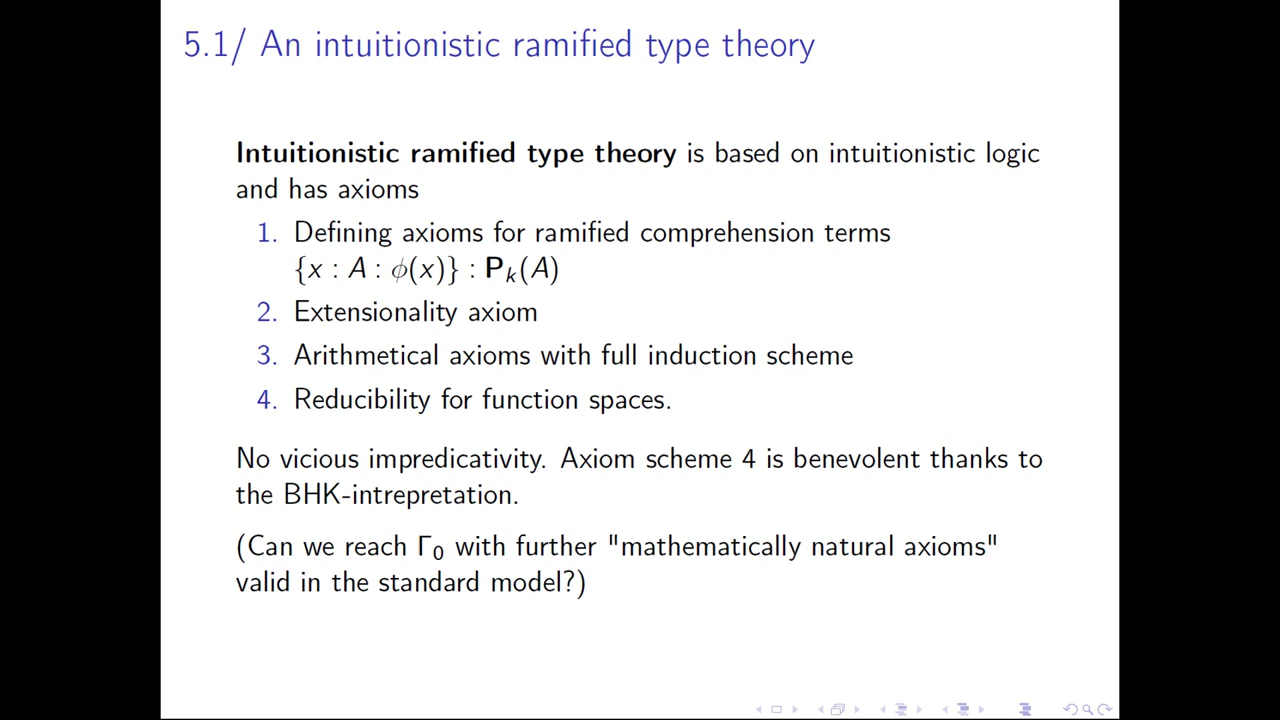 5.1/ An intuitionistic ramified type theory
Intuitionistic ramified type theory is based on intuitionistic logic
and has axioms
1. Defining axioms for ramified comprehension terms
{x : A : ϕ(x)} : Pₖ(A)
2. Extensionality axiom
3. Arithmetical axioms with full induction scheme
4. Reducibility for function spaces.
No vicious impredicativity. Axiom scheme 4 is benevolent thanks to
the BHK-intrepretation.
(Can we reach Γ₀ with further "mathematically natural axioms"
valid in the standard model?)